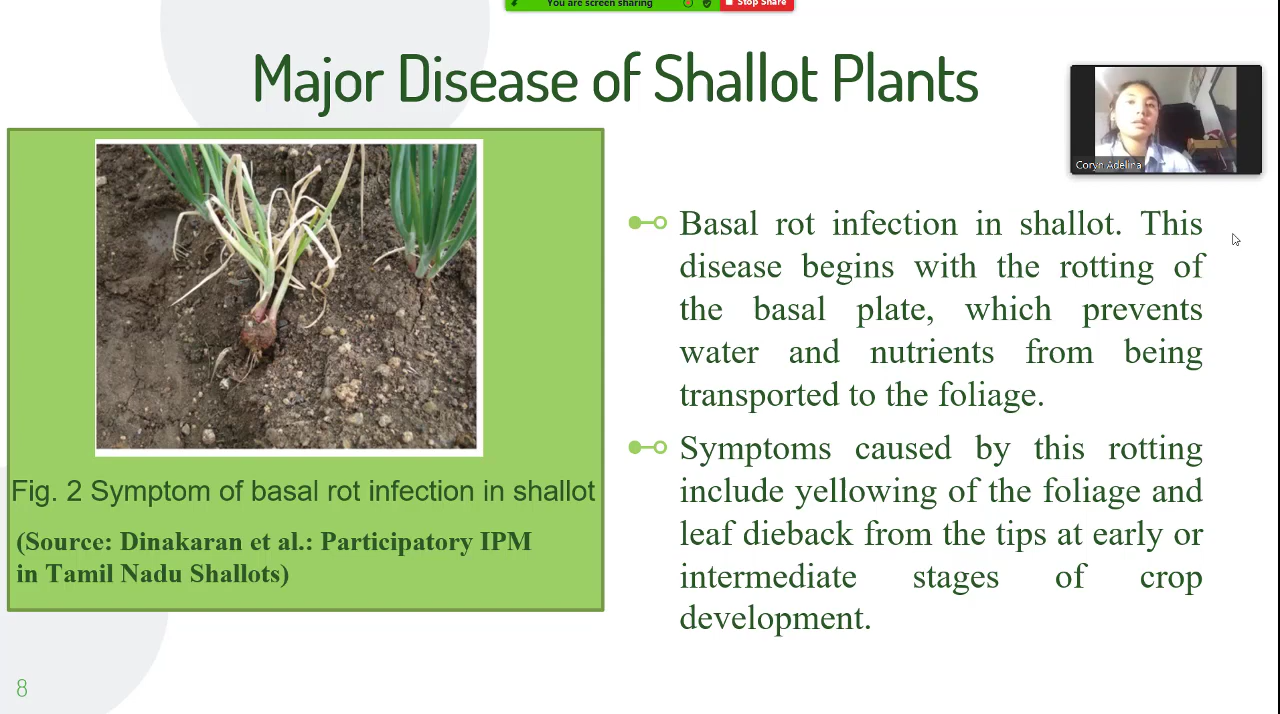 You are screen sharing
Stop Share
Major Disease of Shallot Plants
Coryn Adelina
Basal rot infection in shallot. This
disease begins with the rotting of
the basal plate, which prevents
water and nutrients from being
transported to the foliage.
Symptoms caused by this rotting
include yellowing of the foliage and
leaf dieback from the tips at early or
intermediate stages of crop
development.
Fig. 2 Symptom of basal rot infection in shallot
(Source: Dinakaran et al.: Participatory IPM
in Tamil Nadu Shallots)
8